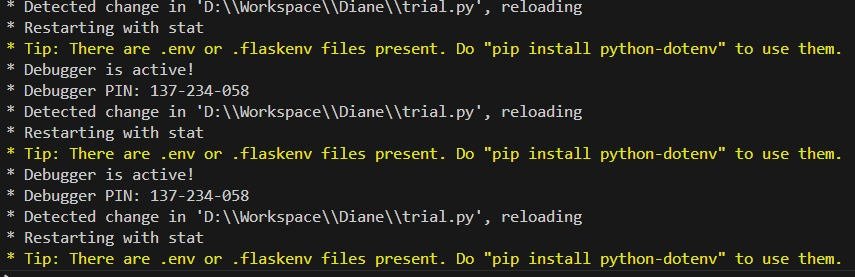 * Detected change in 'D:\\Workspace\\Diane\\trial.py', reloading
* Restarting with stat
* Tip: There are .env or .flaskenv files present. Do "pip install python-dotenv" to use them.
* Debugger is active!
* Debugger PIN: 137-234-058
* Detected change in 'D:\\Workspace\\Diane\\trial.py', reloading
* Restarting with stat
* Tip: There are .env or .flaskenv files present. Do "pip install python-dotenv" to use them.
* Debugger is active!
* Debugger PIN: 137-234-058
* Detected change in 'D:\\Workspace\\Diane\\trial.py', reloading
* Restarting with stat
* Tip: There are .env or .flaskenv files present. Do "pip install python-dotenv" to use them.